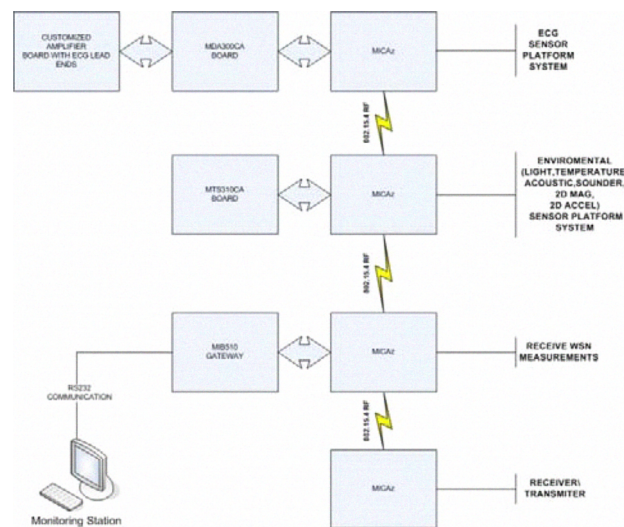 CUSTOMIZED
AMPLIFIER
BOARD WITH ECG LEAD
ENDS
MDA300CA
BOARD
MICAz
ECG
SENSOR
PLATFORM
SYSTEM
802.15.4 RF
MTS310CA
BOARD
MICAz
ENVIROMENTAL
(LIGHT,TEMPERATURE
ACOUSTIC,SOUNDER,
2D MAG,
2D ACCEL)
SENSOR PLATFORM
SYSTEM
802.15.4 RF
MIB510
GATEWAY
MICAz
RECEIVE WSN
MEASUREMENTS
RS232
COMMUNICATION
802.15.4 RF
MICAz
RECEIVER\
TRANSMITER
Monitoring Station